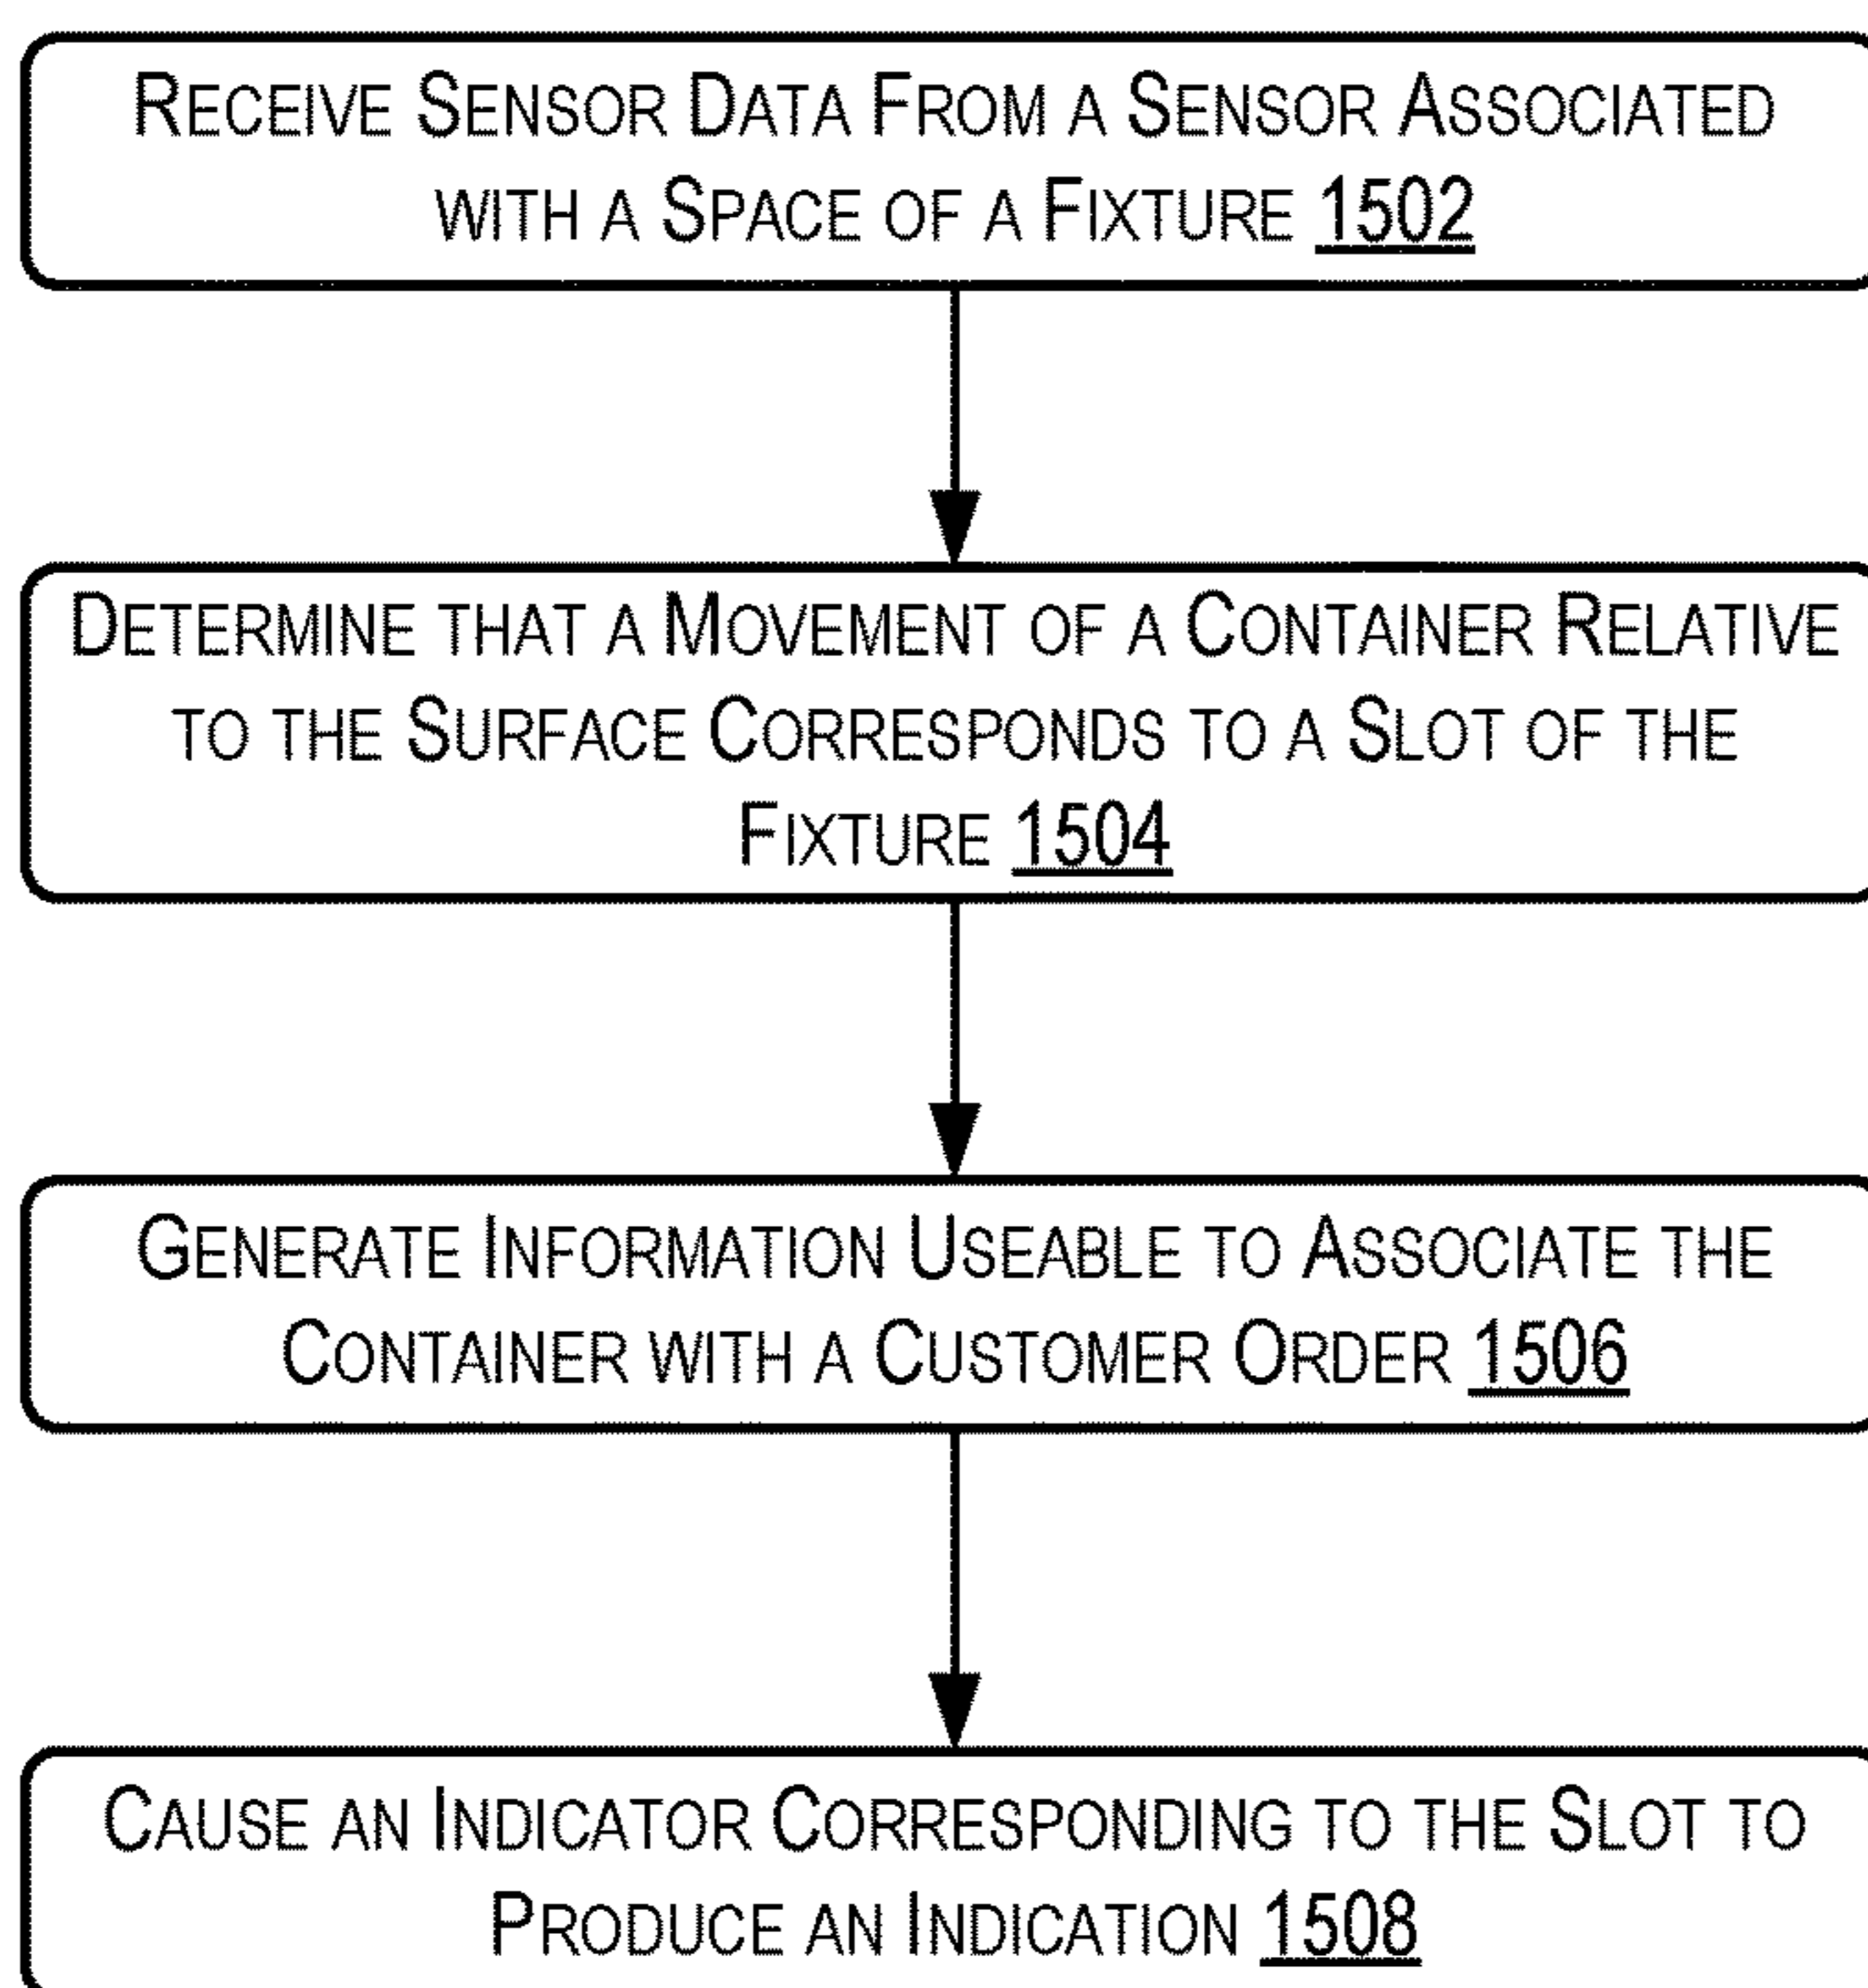 RECEIVE SENSOR DATA FROM A SENSOR ASSOCIATED
WITH A SPACE OF A FIXTURE 1502
DETERMINE THAT A MOVEMENT OF A CONTAINER RELATIVE
TO THE SURFACE CORRESPONDS TO A SLOT OF THE
FIXTURE 1504
GENERATE INFORMATION USEABLE TO ASSOCIATE THE
CONTAINER WITH A CUSTOMER ORDER 1506
CAUSE AN INDICATOR CORRESPONDING TO THE SLOT TO
PRODUCE AN INDICATION 1508